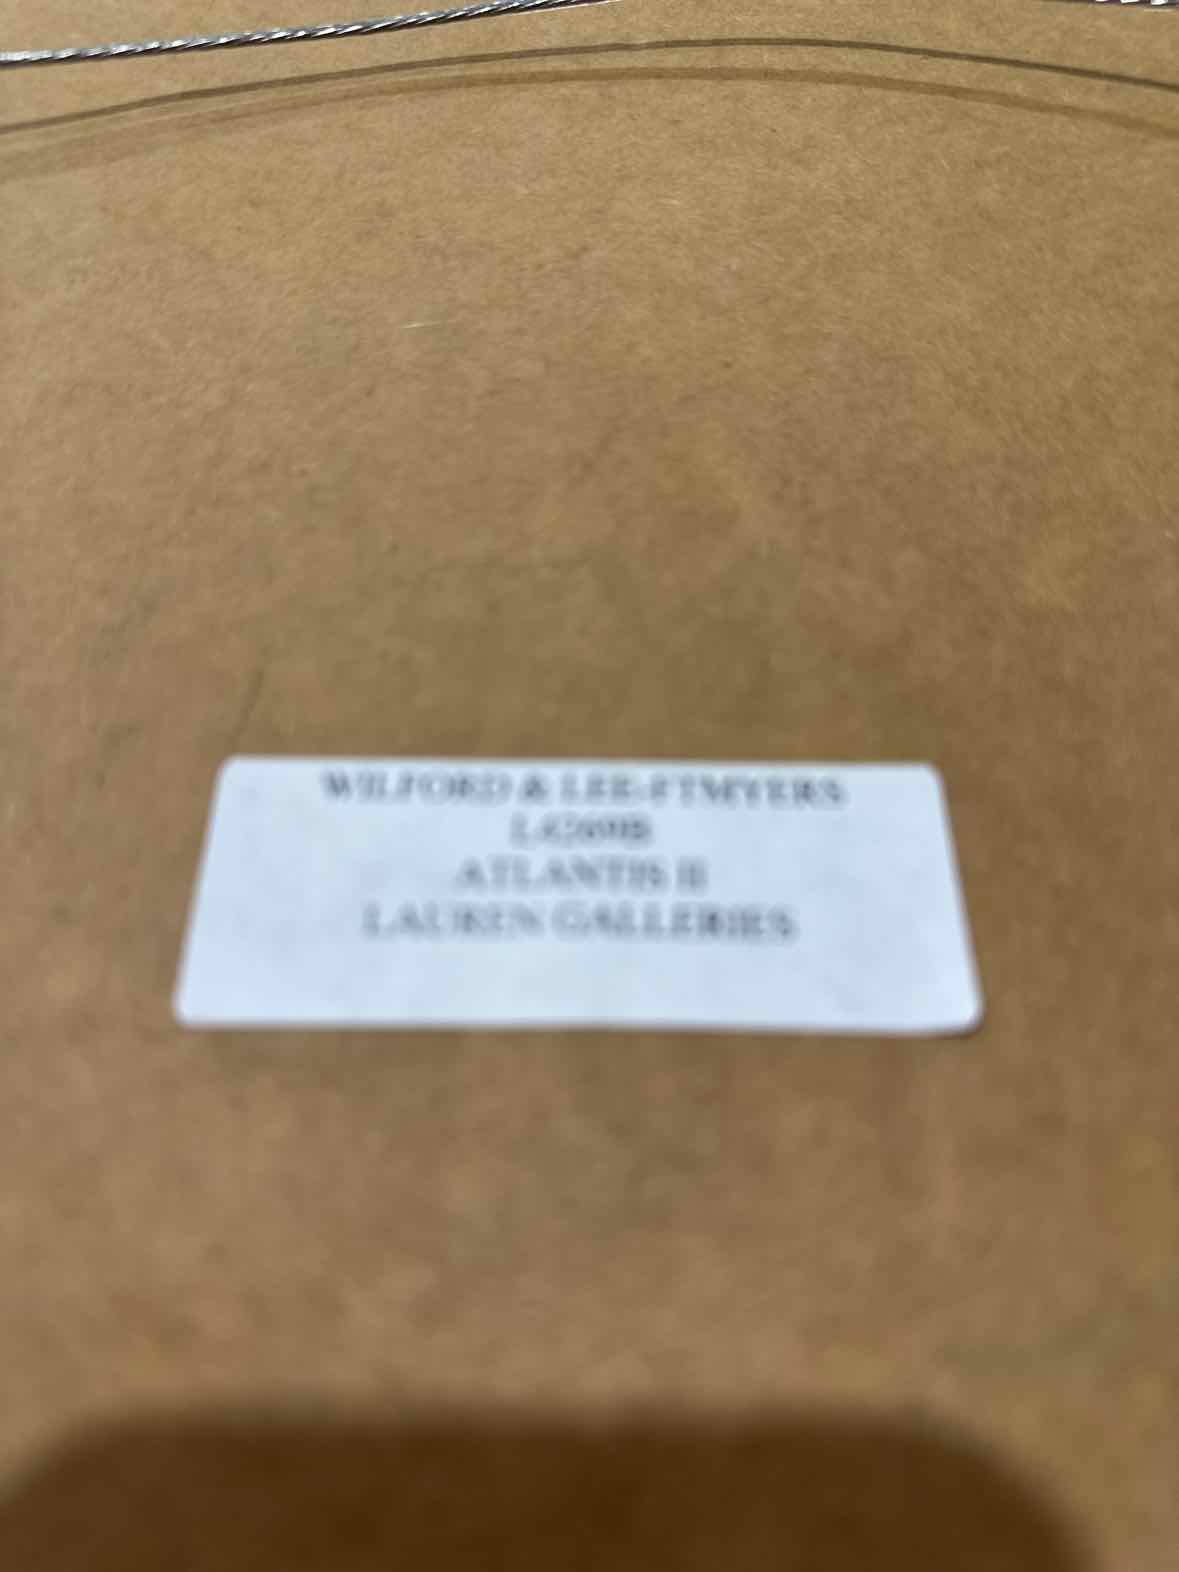 WILFORD & LEE-FTMYERS
ATLANTIS II
LAUREN GALLERIES